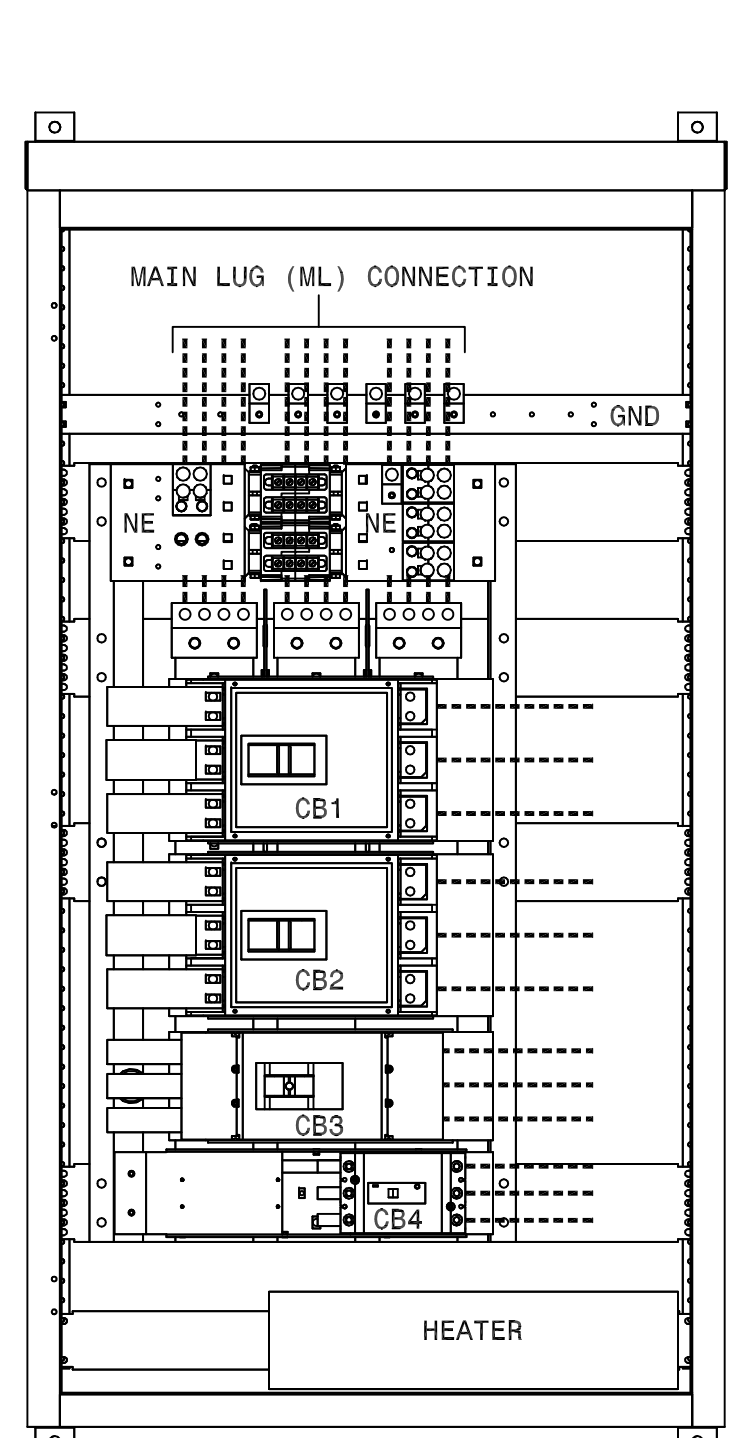 MAIN LUG (ML) CONNECTION
GND
NE
NE
CB1
CB2
CB3
CB4
HEATER